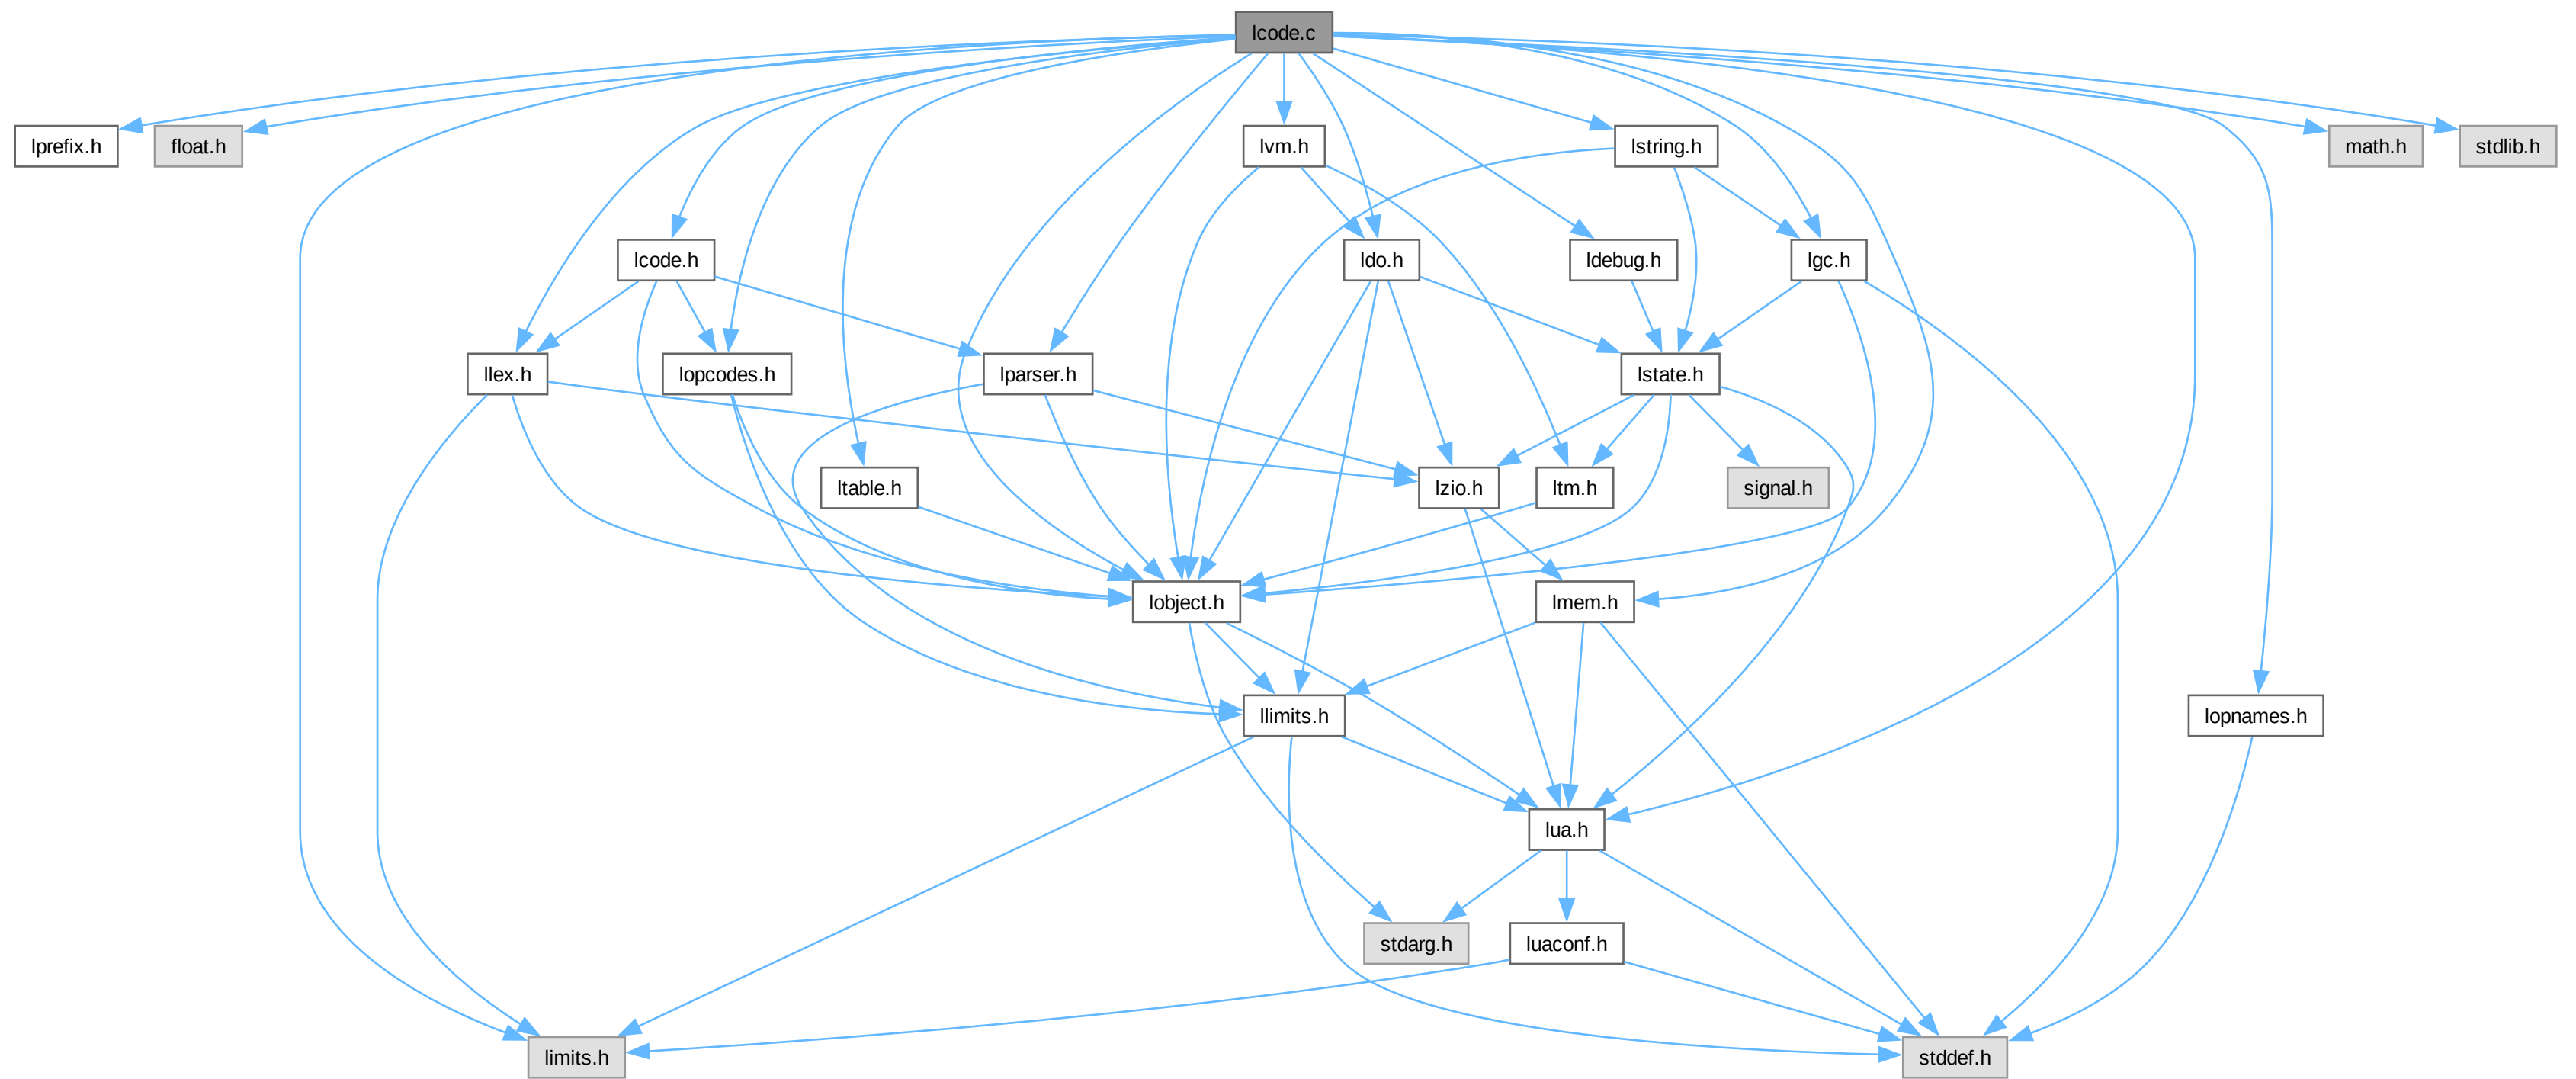 lcode.c
lprefix.h
float.h
lvm.h
lstring.h
math.h
stdlib.h
lcode.h
ldo.h
ldebug.h
lgc.h
llex.h
lopcodes.h
lparser.h
lstate.h
ltable.h
lzio.h
ltm.h
signal.h
lobject.h
lmem.h
llimits.h
lopnames.h
lua.h
stdarg.h
luaconf.h
limits.h
stddef.h